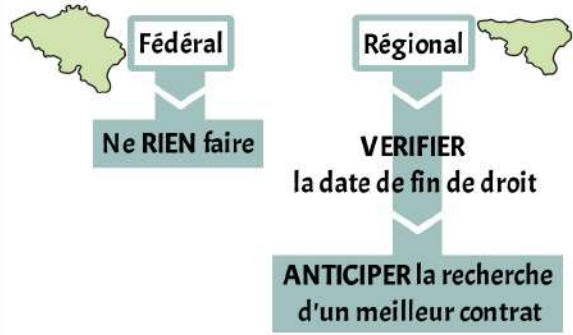 Fédéral
Ne RIEN faire
Régional
VERIFIER
la date de fin de droit
ANTICIPER la recherche
d'un meilleur contrat